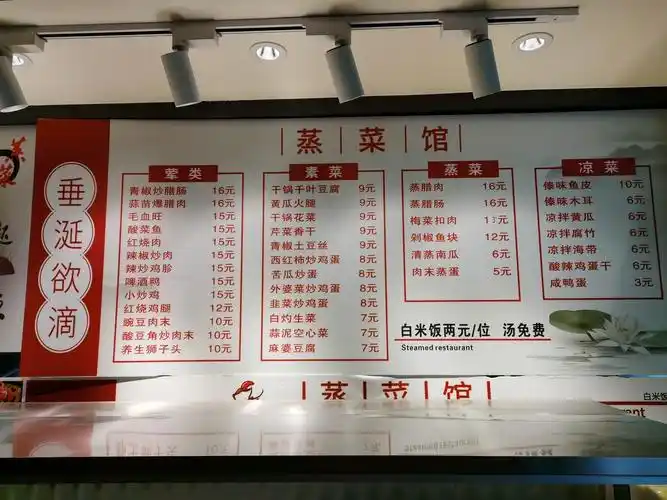 蒸菜馆
垂涎欲滴
荤类
青椒炒腊肠 16元
蒜苗爆腊肉 16元
毛血旺 15元
酸菜鱼 15元
红烧肉 15元
辣椒炒肉 15元
辣炒鸡胗 15元
啤酒鸭 15元
小炒鸡 15元
红烧鸡腿 12元
豌豆肉末 10元
酸豆角炒肉末 10元
养生狮子头 10元
素菜
干锅千叶豆腐 9元
黄瓜火腿 9元
干锅花菜 9元
芹菜香干 9元
青椒土豆丝 9元
西红柿炒鸡蛋 8元
苦瓜炒蛋 8元
外婆菜炒鸡蛋 8元
韭菜炒鸡蛋 8元
白灼生菜 7元
蒜泥空心菜 7元
麻婆豆腐 7元
蒸菜
蒸腊肉 16元
蒸腊肠 16元
梅菜扣肉 元
剁椒鱼块 12元
清蒸南瓜 6元
肉末蒸蛋 5元
凉菜
傣味鱼皮 10元
傣味木耳 6元
凉拌黄瓜 6元
凉拌腐竹 6元
凉拌海带 6元
酸辣鸡蛋干 6元
咸鸭蛋 3元
白米饭两元/位 汤免费
Steamed restaurant
蒸菜馆
白米饭